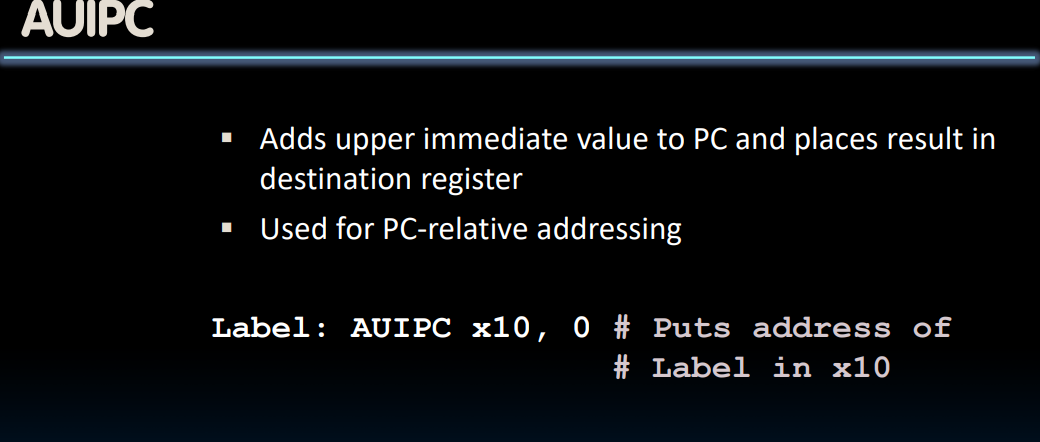 AUIPC
▪ Adds upper immediate value to PC and places result in
destination register
▪ Used for PC-relative addressing
Label: AUIPC x10, 0 # Puts address of
# Label in x10